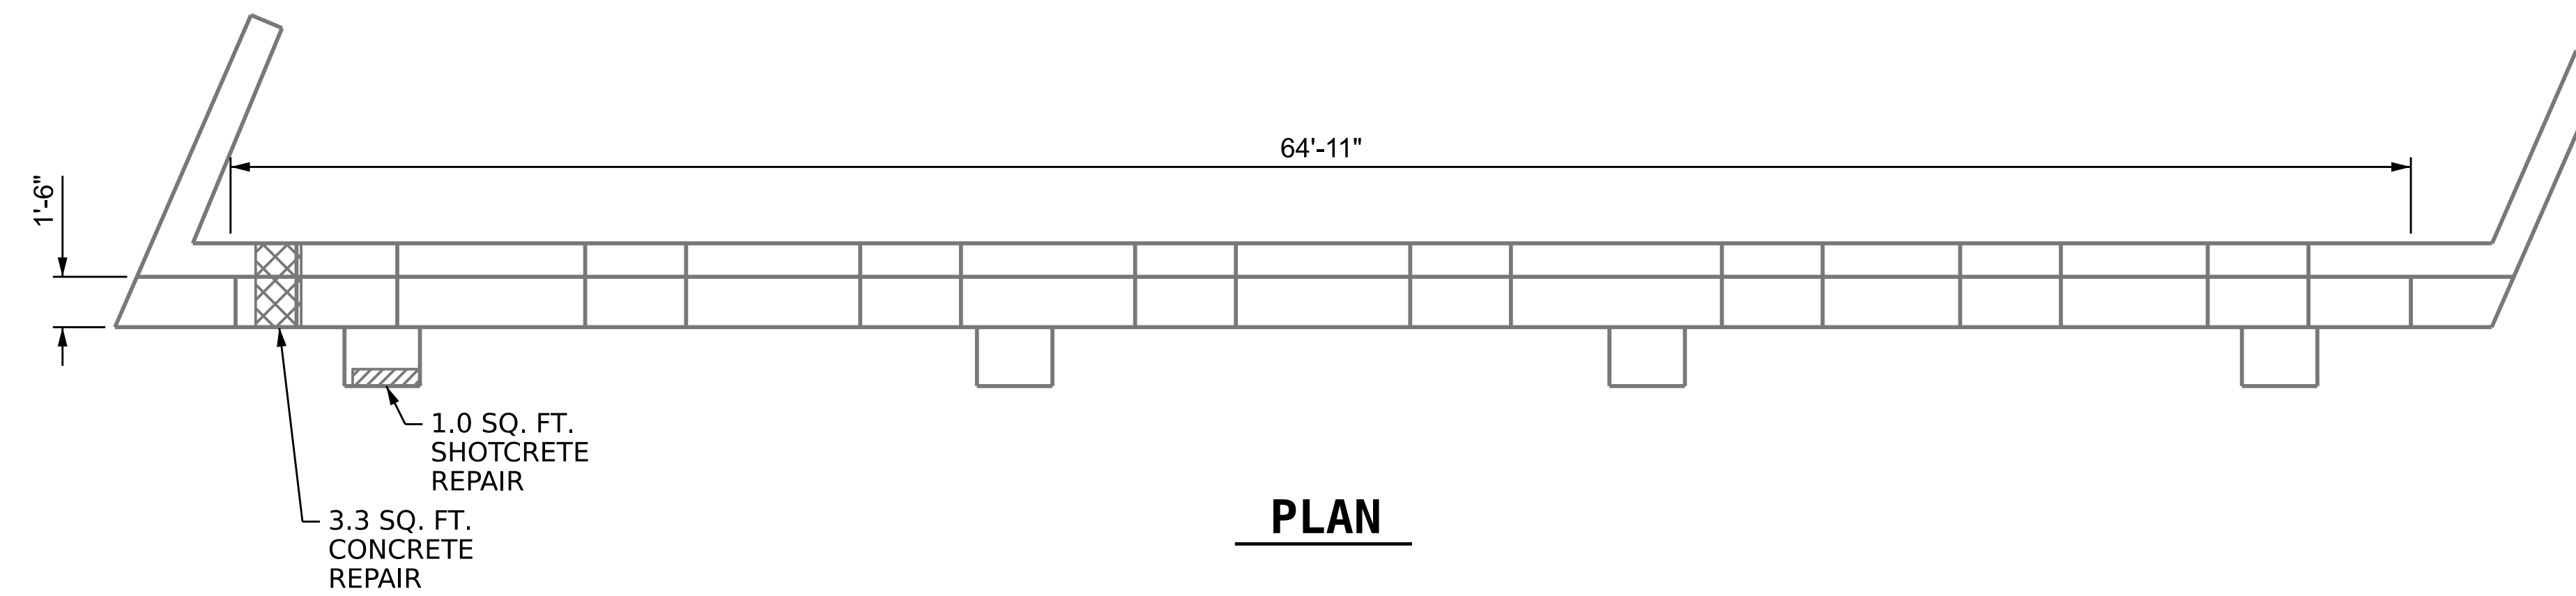 64'-11"
1'-6"
1.0 SQ. FT.
SHOTCRETE
REPAIR
3.3 SQ. FT.
CONCRETE
REPAIR
PLAN